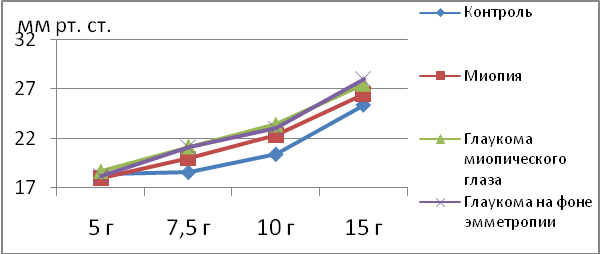 мм рт. ст.
32
27
22
17
5 г
7,5 г
10 г
15 г
Контроль
Миопия
Глаукома
миопического
глаза
Глаукома на фоне
эмметропии